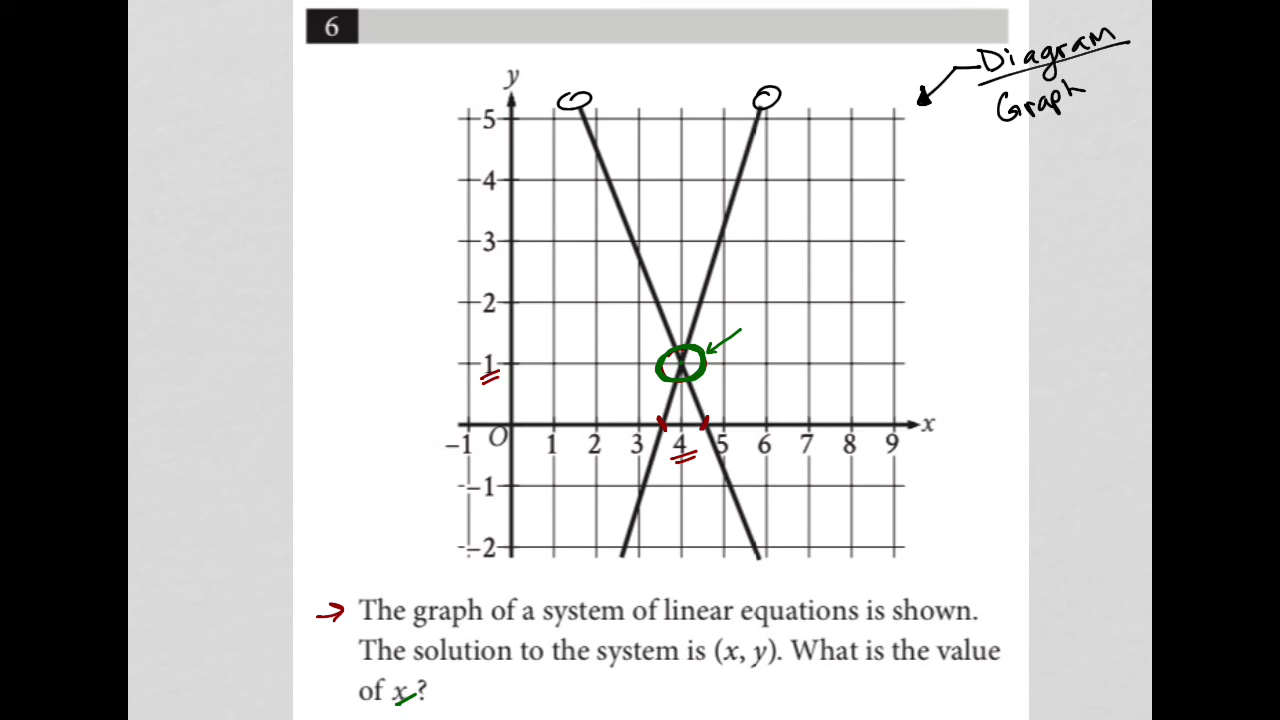 6
Diagram
Graph
y
5
4
3
2
1
-1 O 1 2 3 4 5 6 7 8 9 x
-1
-2
The graph of a system of linear equations is shown.
The solution to the system is (x, y). What is the value
of x?